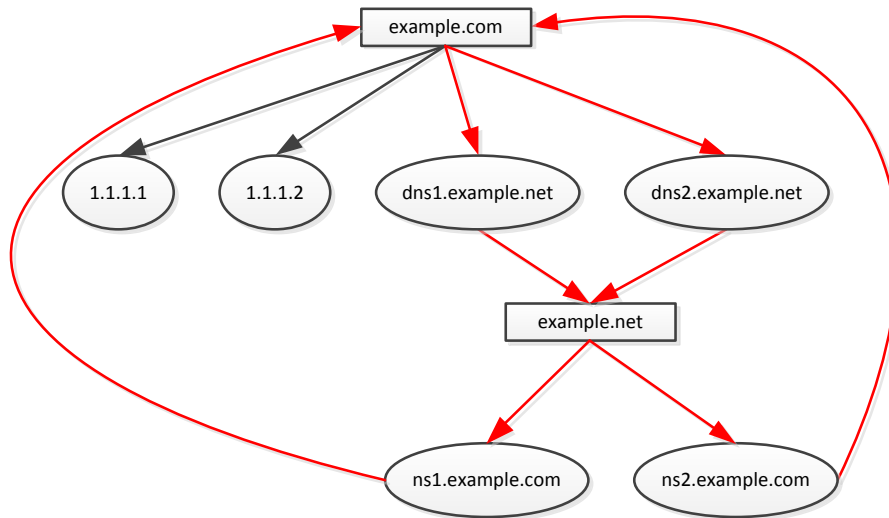 example.com
1.1.1.1
1.1.1.2
dns1.example.net
dns2.example.net
example.net
ns1.example.com
ns2.example.com